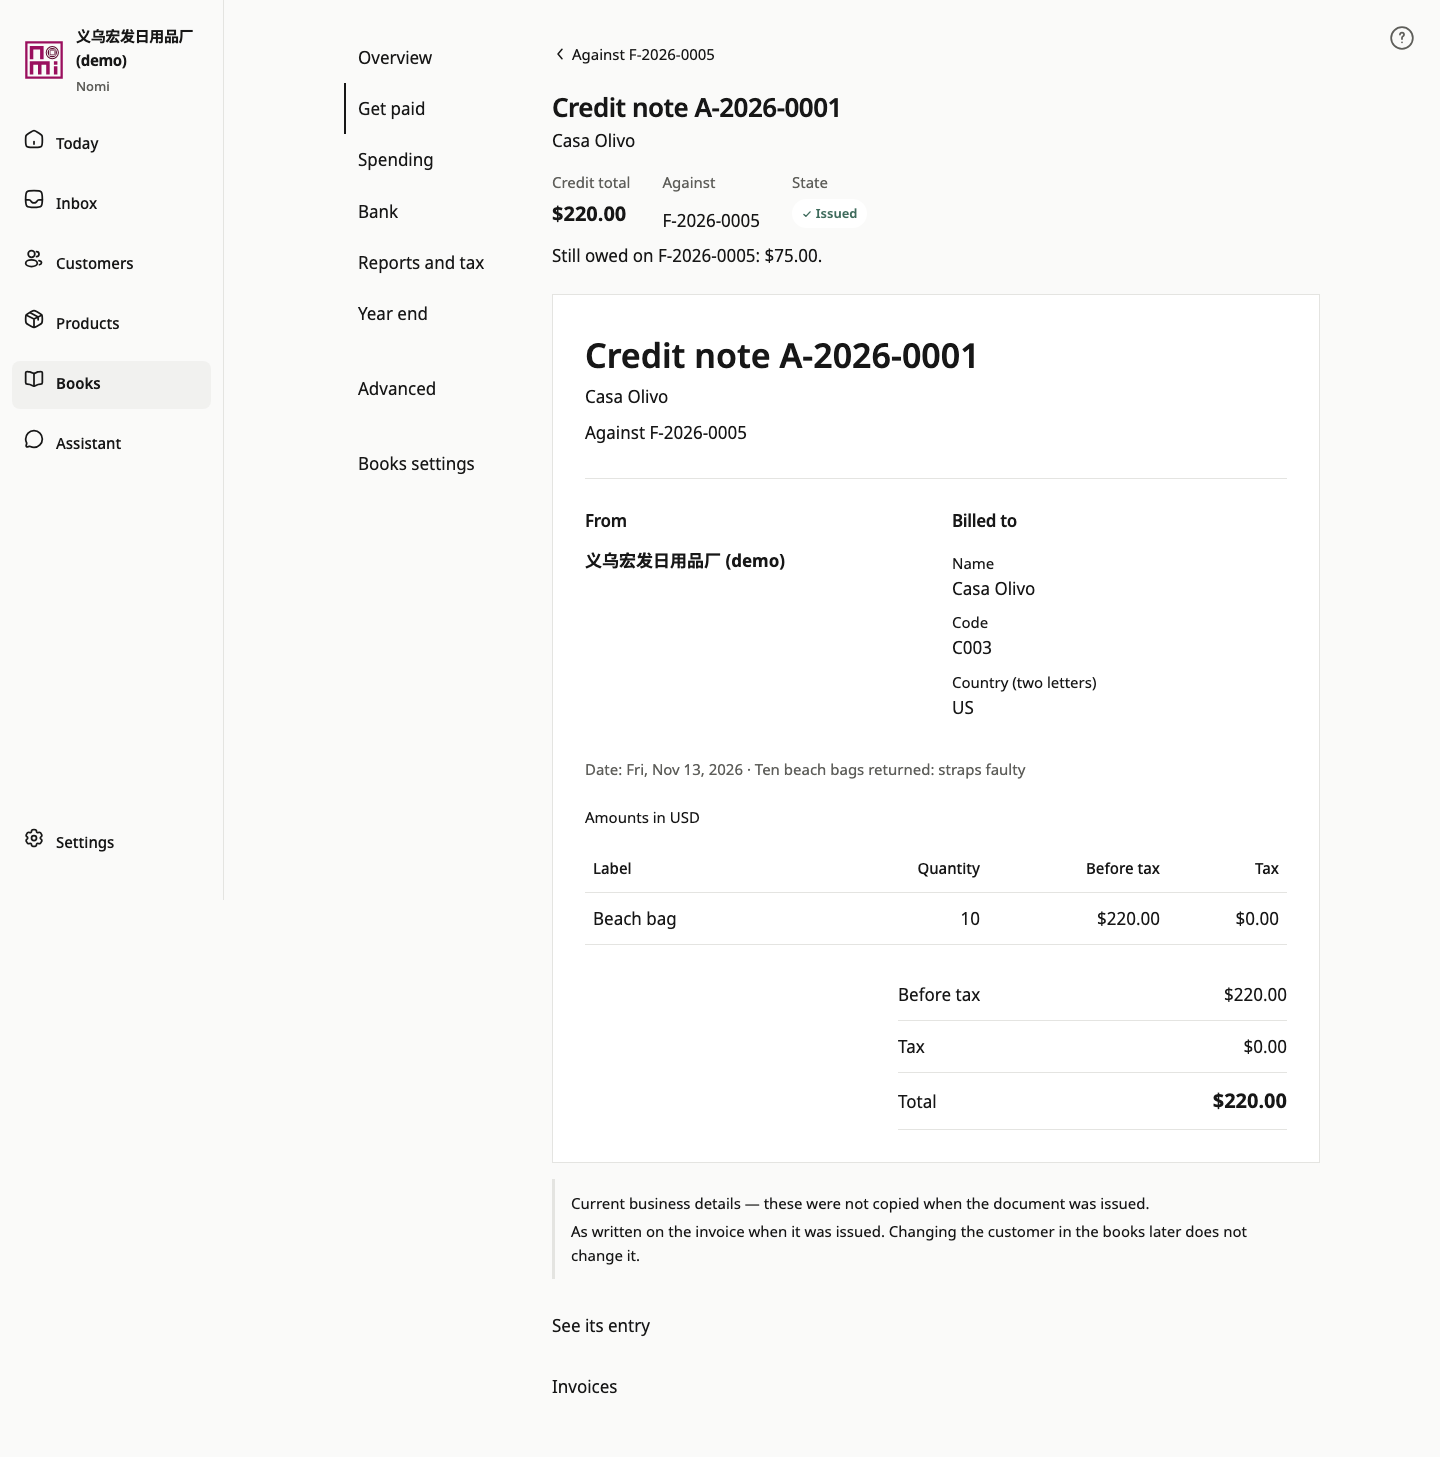 义乌宏发日用品厂
(demo)
Nomi
Today
Inbox
Customers
Products
Books
Assistant
Settings
Overview
Get paid
Spending
Bank
Reports and tax
Year end
Advanced
Books settings
Against F-2026-0005
Credit note A-2026-0001
Casa Olivo
Credit total Against State
$220.00 F-2026-0005 Issued
Still owed on F-2026-0005: $75.00.
Credit note A-2026-0001
Casa Olivo
Against F-2026-0005
From
义乌宏发日用品厂 (demo)
Billed to
Name
Casa Olivo
Code
C003
Country (two letters)
US
Date: Fri, Nov 13, 2026 · Ten beach bags returned: straps faulty
Amounts in USD
Label Quantity Before tax Tax
Beach bag 10 $220.00 $0.00
Before tax $220.00
Tax $0.00
Total $220.00
Current business details — these were not copied when the document was issued.
As written on the invoice when it was issued. Changing the customer in the books later does not
change it.
See its entry
Invoices